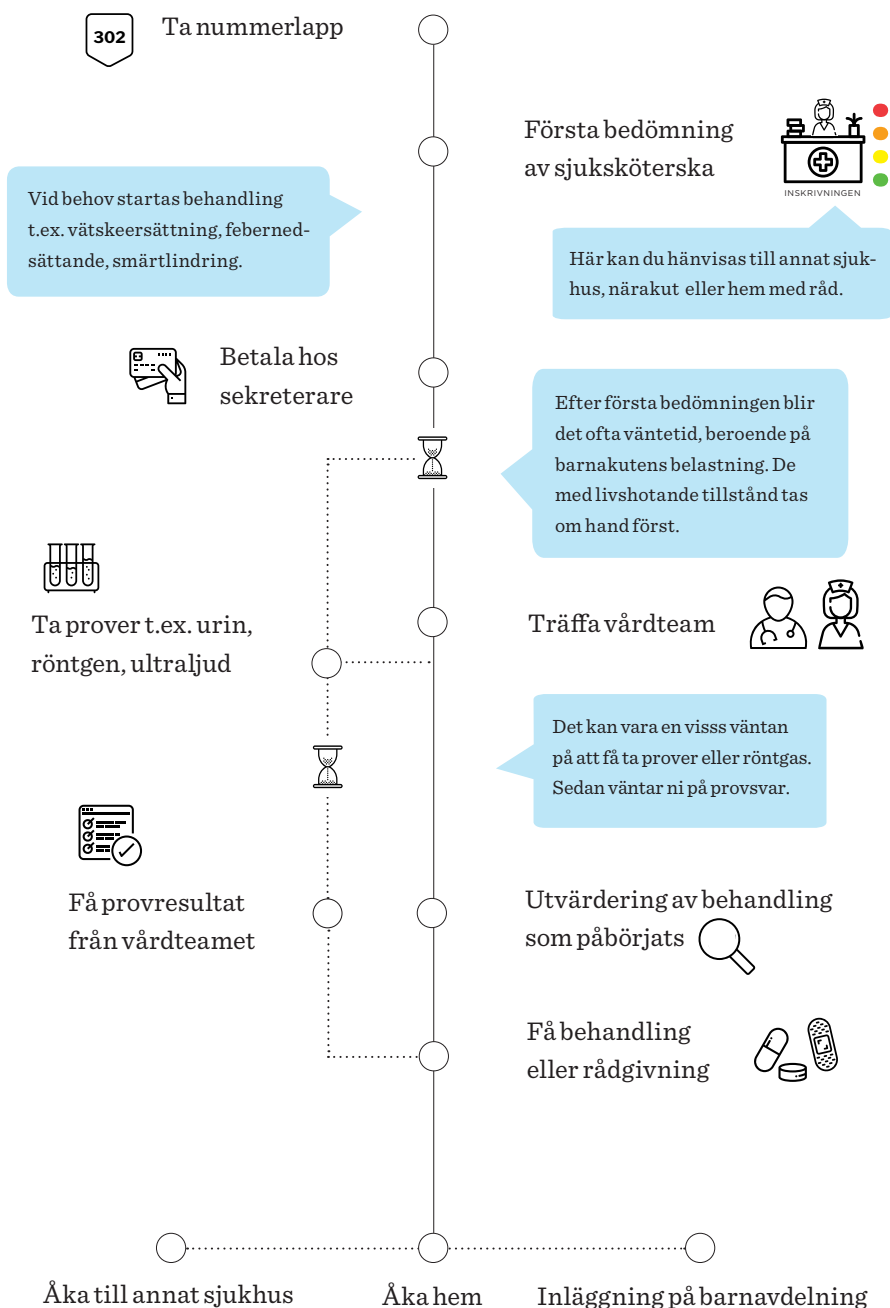 302
Ta nummerlapp
Första bedömning
av sjuksköterska
INSKRIVNINGEN
Vid behov startas behandling
t.ex. vätskeersättning, feberned-
sättande, smärtlindring.
Här kan du hänvisas till annat sjuk-
hus, närakut eller hem med råd.
Betala hos
sekreterare
Efter första bedömningen blir
det ofta väntetid, beroende på
barnakutens belastning. De
med livshotande tillstånd tas
om hand först.
Ta prover t.ex. urin,
röntgen, ultraljud
Träffa vårdteam
Det kan vara en visss väntan
på att få ta prover eller röntgas.
Sedan väntar ni på provsvar.
Få provresultat
från vårdteamet
Utvärdering av behandling
som påbörjats
Få behandling
eller rådgivning
Åka till annat sjukhus
Åka hem
Inläggning på barnavdelning